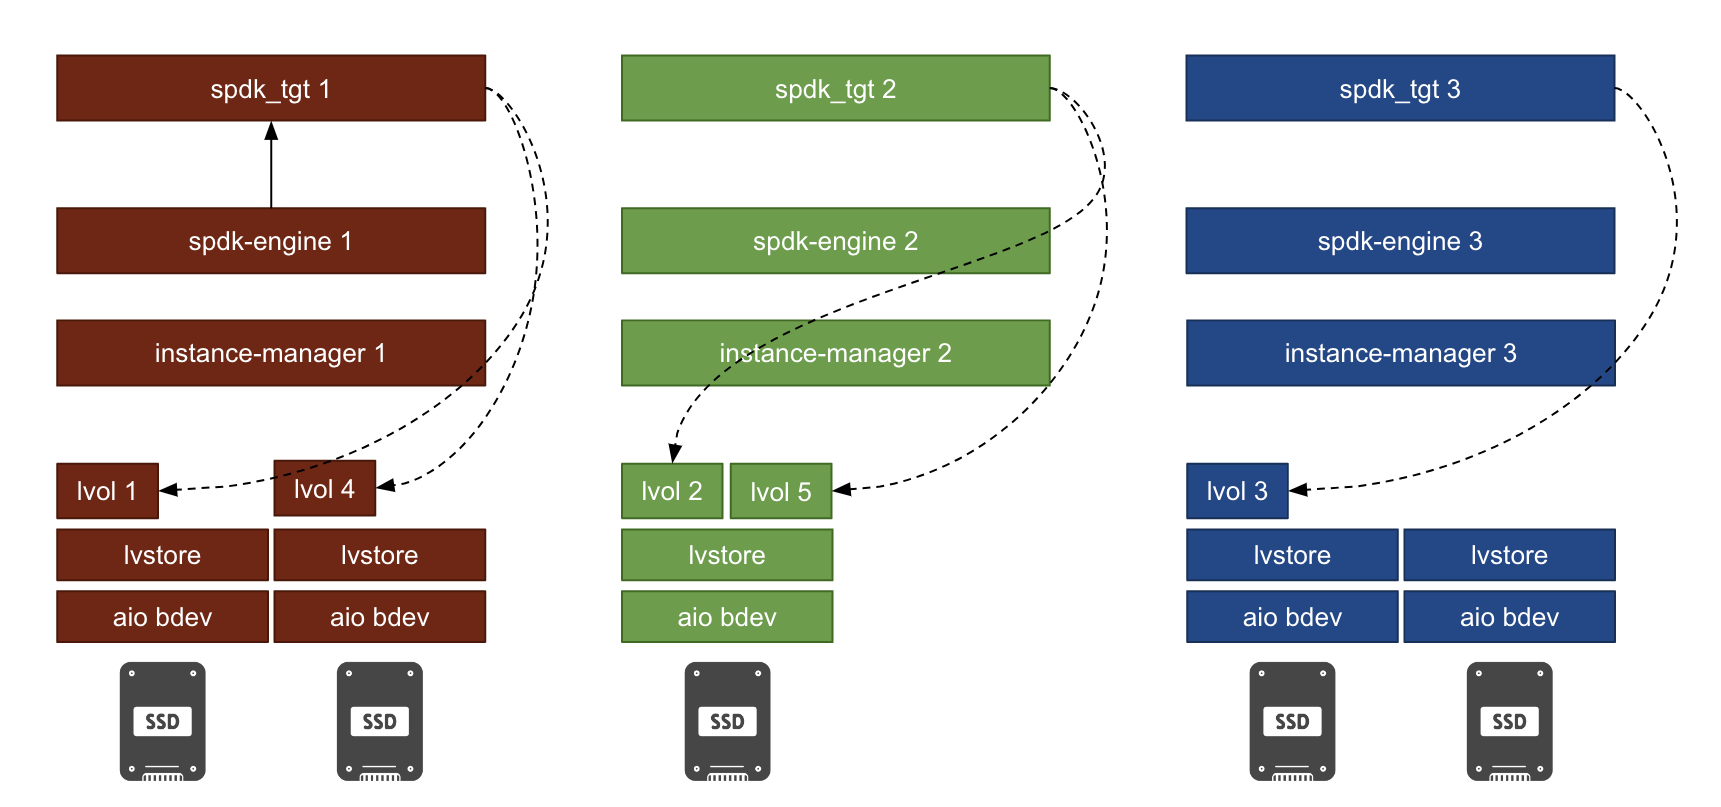 spdk_tgt 1
spdk_tgt 2
spdk_tgt 3
spdk-engine 1
spdk-engine 2
spdk-engine 3
instance-manager 1
instance-manager 2
instance-manager 3
lvol 1
lvol 4
lvol 2
lvol 5
lvol 3
lvstore
lvstore
lvstore
lvstore
lvstore
aio bdev
aio bdev
aio bdev
aio bdev
aio bdev
SSD
SSD
SSD
SSD
SSD